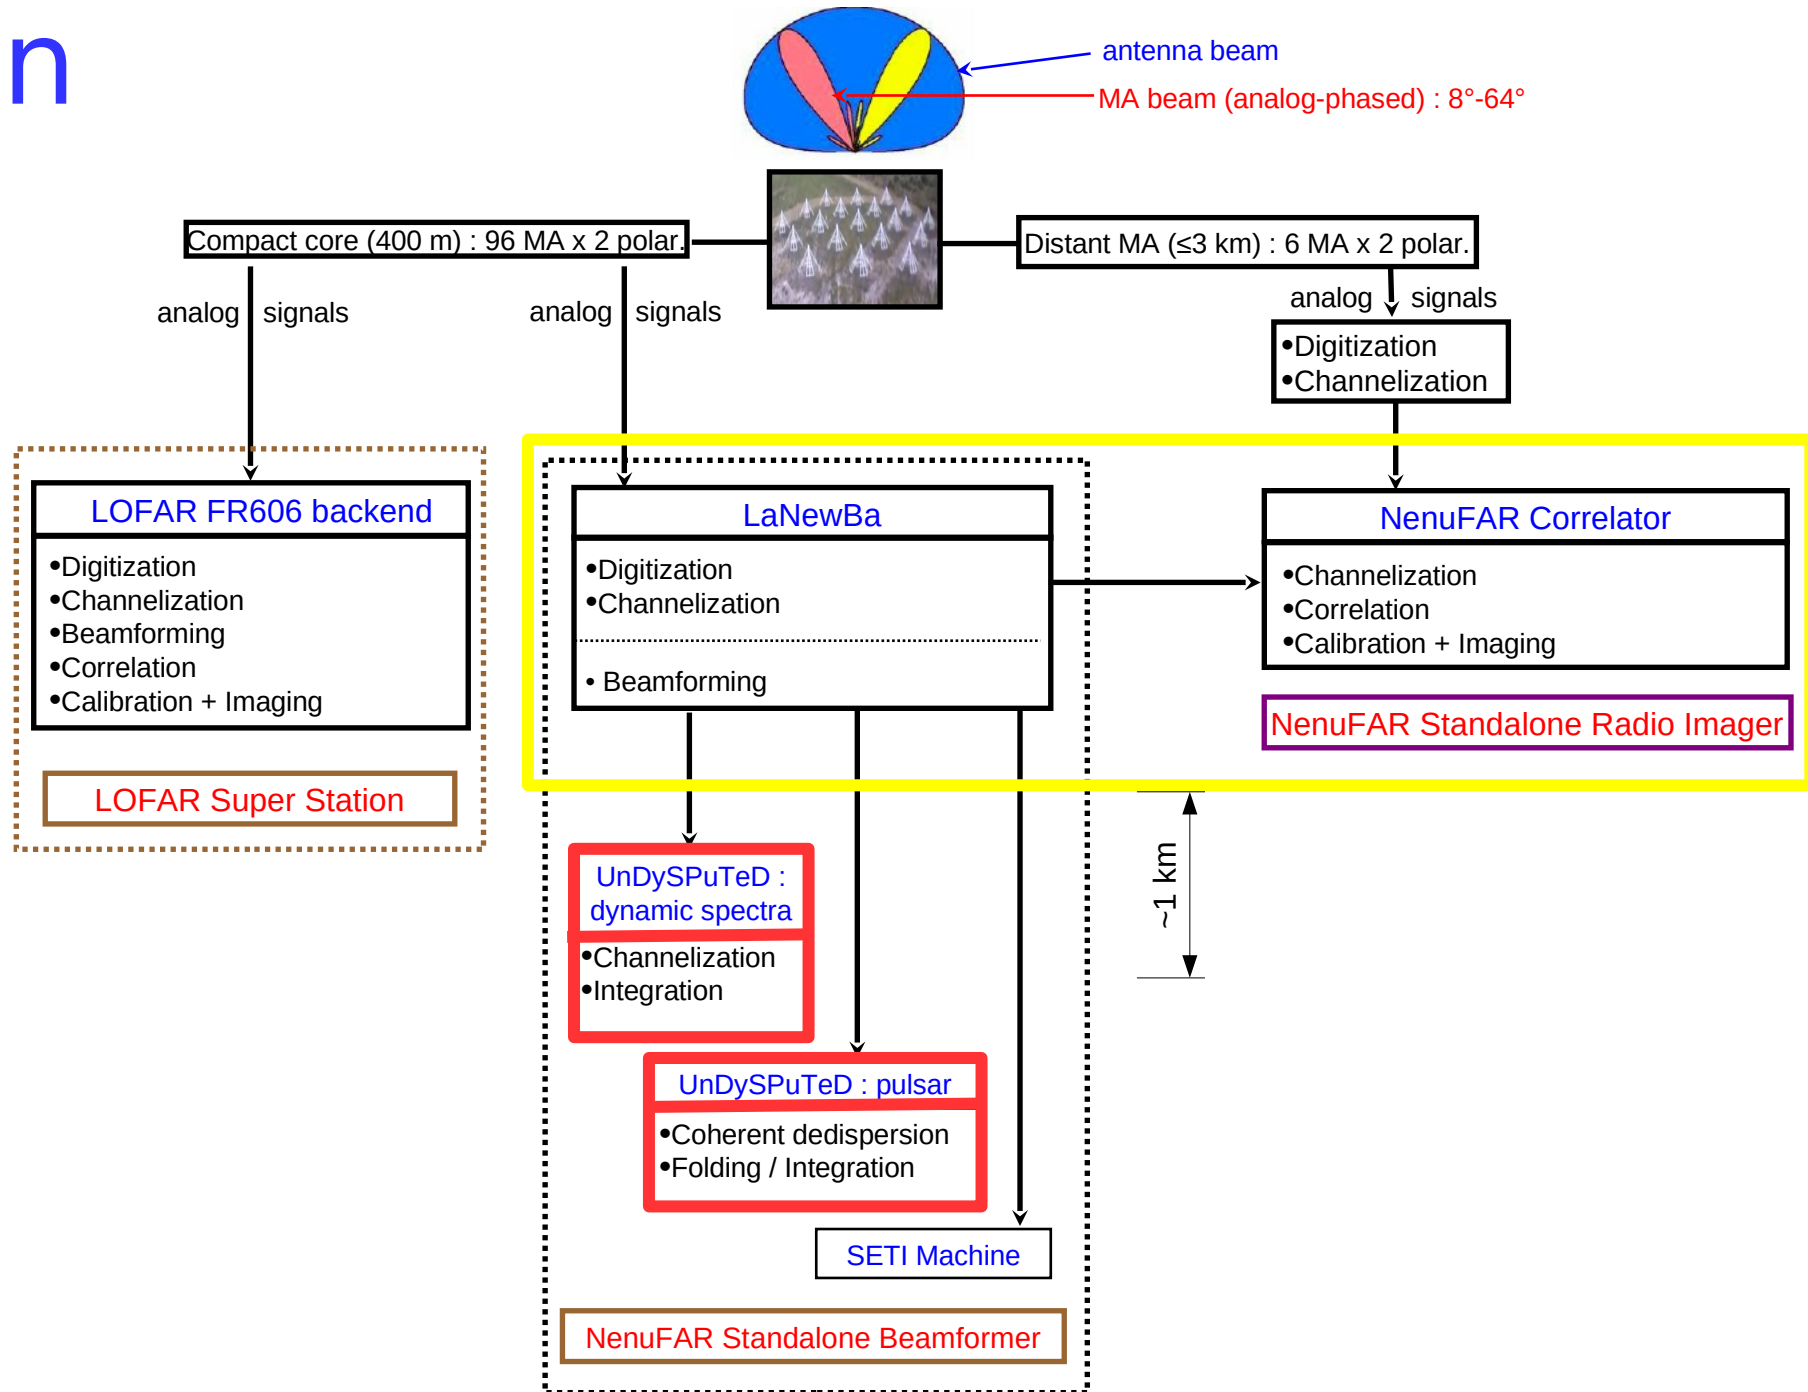 n
antenna beam
MA beam (analog-phased) : 8°-64°
Compact core (400 m) : 96 MA x 2 polar.
Distant MA (≤3 km) : 6 MA x 2 polar.
analog signals
analog signals
analog signals
•Digitization
•Channelization
LOFAR FR606 backend
•Digitization
•Channelization
•Beamforming
•Correlation
•Calibration + Imaging
LOFAR Super Station
LaNewBa
•Digitization
•Channelization
• Beamforming
NenuFAR Correlator
•Channelization
•Correlation
•Calibration + Imaging
NenuFAR Standalone Radio Imager
~1 km
UnDySPuTeD :
dynamic spectra
•Channelization
•Integration
UnDySPuTeD : pulsar
•Coherent dedispersion
•Folding / Integration
SETI Machine
NenuFAR Standalone Beamformer